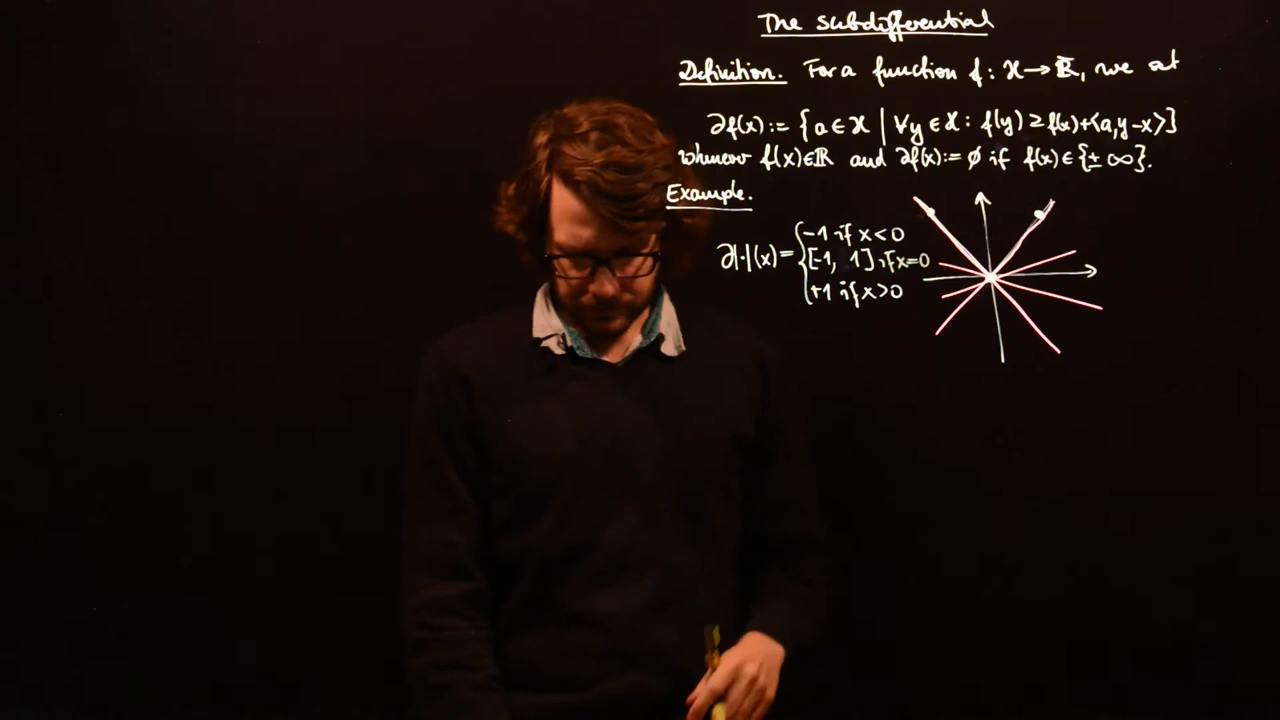 The subdifferential
Definition. For a function f: X → R̄, we set
∂f(x) := {a ∈ X | ∀y ∈ X: f(y) ≥ f(x)+⟨a, y-x⟩}
whenever f(x)∈ℝ and ∂f(x) := ∅ if f(x) ∈ {± ∞}.
Example.
∂|·|(x) = { -1 if x < 0
[-1, 1] if x=0
+1 if x>0